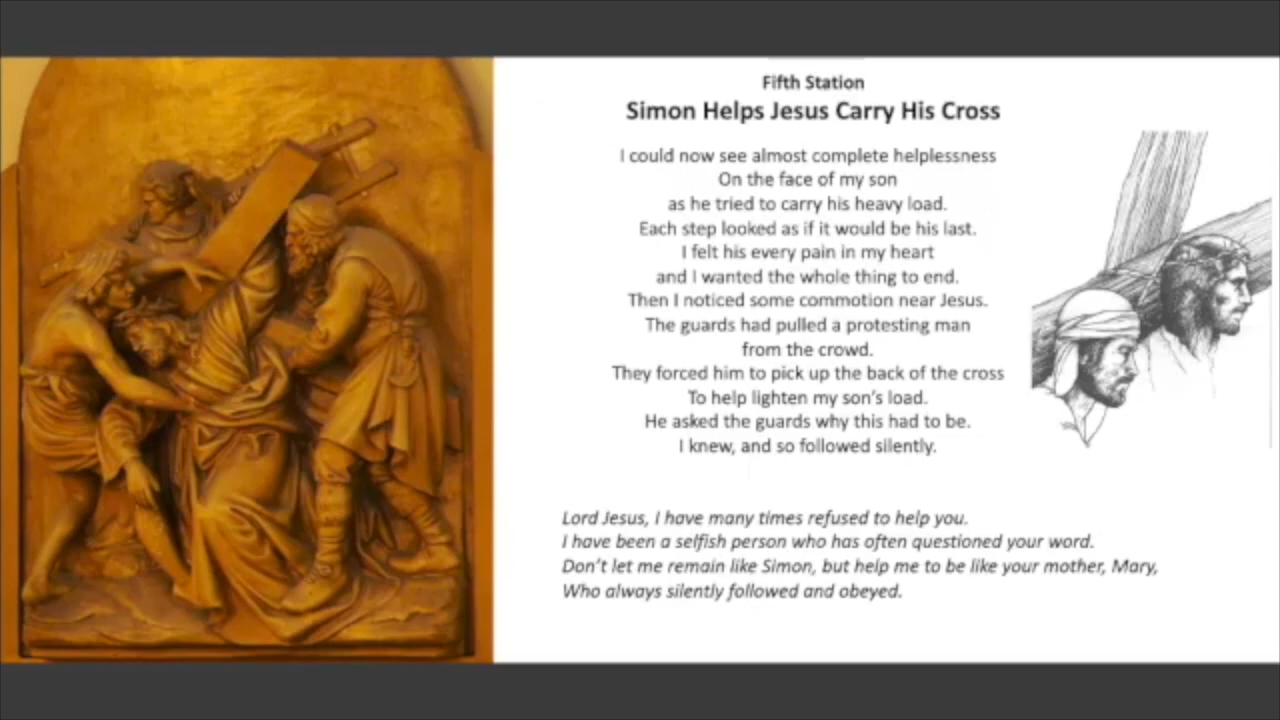 Fifth Station
Simon Helps Jesus Carry His Cross
I could now see almost complete helplessness
On the face of my son
as he tried to carry his heavy load.
Each step looked as if it would be his last.
I felt his every pain in my heart
and I wanted the whole thing to end.
Then I noticed some commotion near Jesus.
The guards had pulled a protesting man
from the crowd.
They forced him to pick up the back of the cross
To help lighten my son's load.
He asked the guards why this had to be.
I knew, and so followed silently.
Lord Jesus, I have many times refused to help you.
I have been a selfish person who has often questioned your word.
Don't let me remain like Simon, but help me to be like your mother, Mary,
Who always silently followed and obeyed.